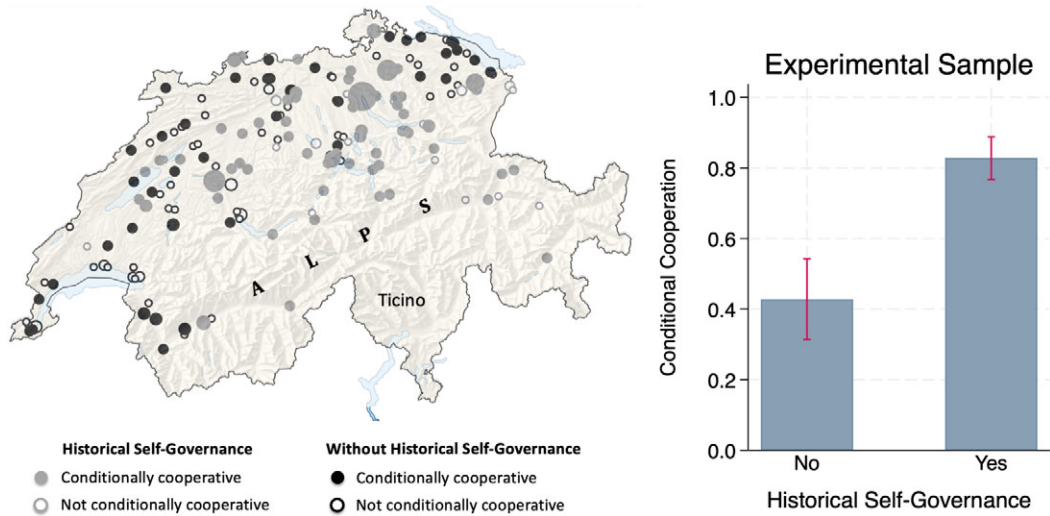 A L P S
Ticino
Historical Self-Governance
Conditionally cooperative
Not conditionally cooperative
Without Historical Self-Governance
Conditionally cooperative
Not conditionally cooperative
Experimental Sample
Conditional Cooperation
1.0
0.8
0.6
0.4
0.2
0.0
No Yes
Historical Self-Governance